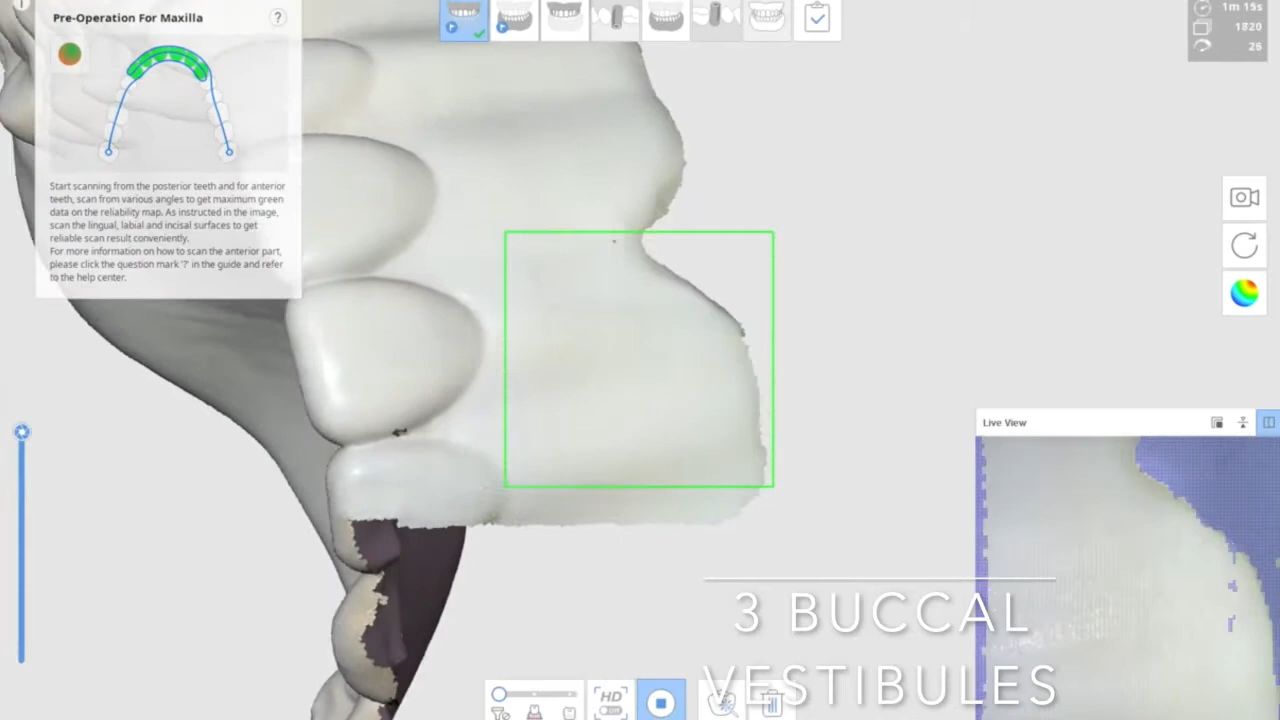 Pre-Operation For Maxilla
?
Start scanning from the posterior teeth and for anterior
teeth, scan from various angles to get maximum green
data on the reliability map. As instructed in the image,
scan the lingual, labial and incisal surfaces to get
reliable scan result conveniently.
For more information on how to scan the anterior part,
please click the question mark '?' in the guide and refer
to the help center.
1m 15s
1820
26
Live View
3 BUCCAL
VESTIBULES
HD
Off